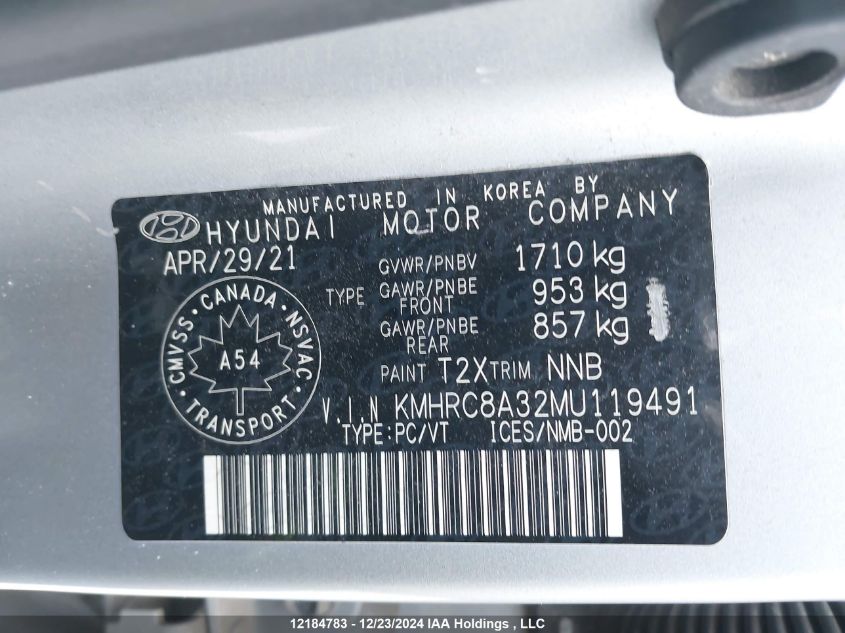 MANUFACTURED IN KOREA BY
HYUNDAI MOTOR COMPANY
APR/29/21
GVWR/PNBV 1710 kg
TYPE GAWR/PNBE FRONT 953 kg
GAWR/PNBE REAR 857 kg
PAINT T2X TRIM NNB
CMVSS · CANADA · NSVAC · TRANSPORT ·
A54
V.I.N KMHRC8A32MU119491
TYPE:PC/VT ICES/NMB-002
12184783 - 12/23/2024 IAA Holdings , LLC